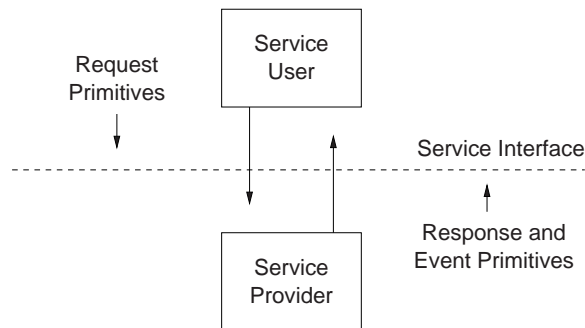 Service
User
Request
Primitives
Service Interface
Response and
Event Primitives
Service
Provider